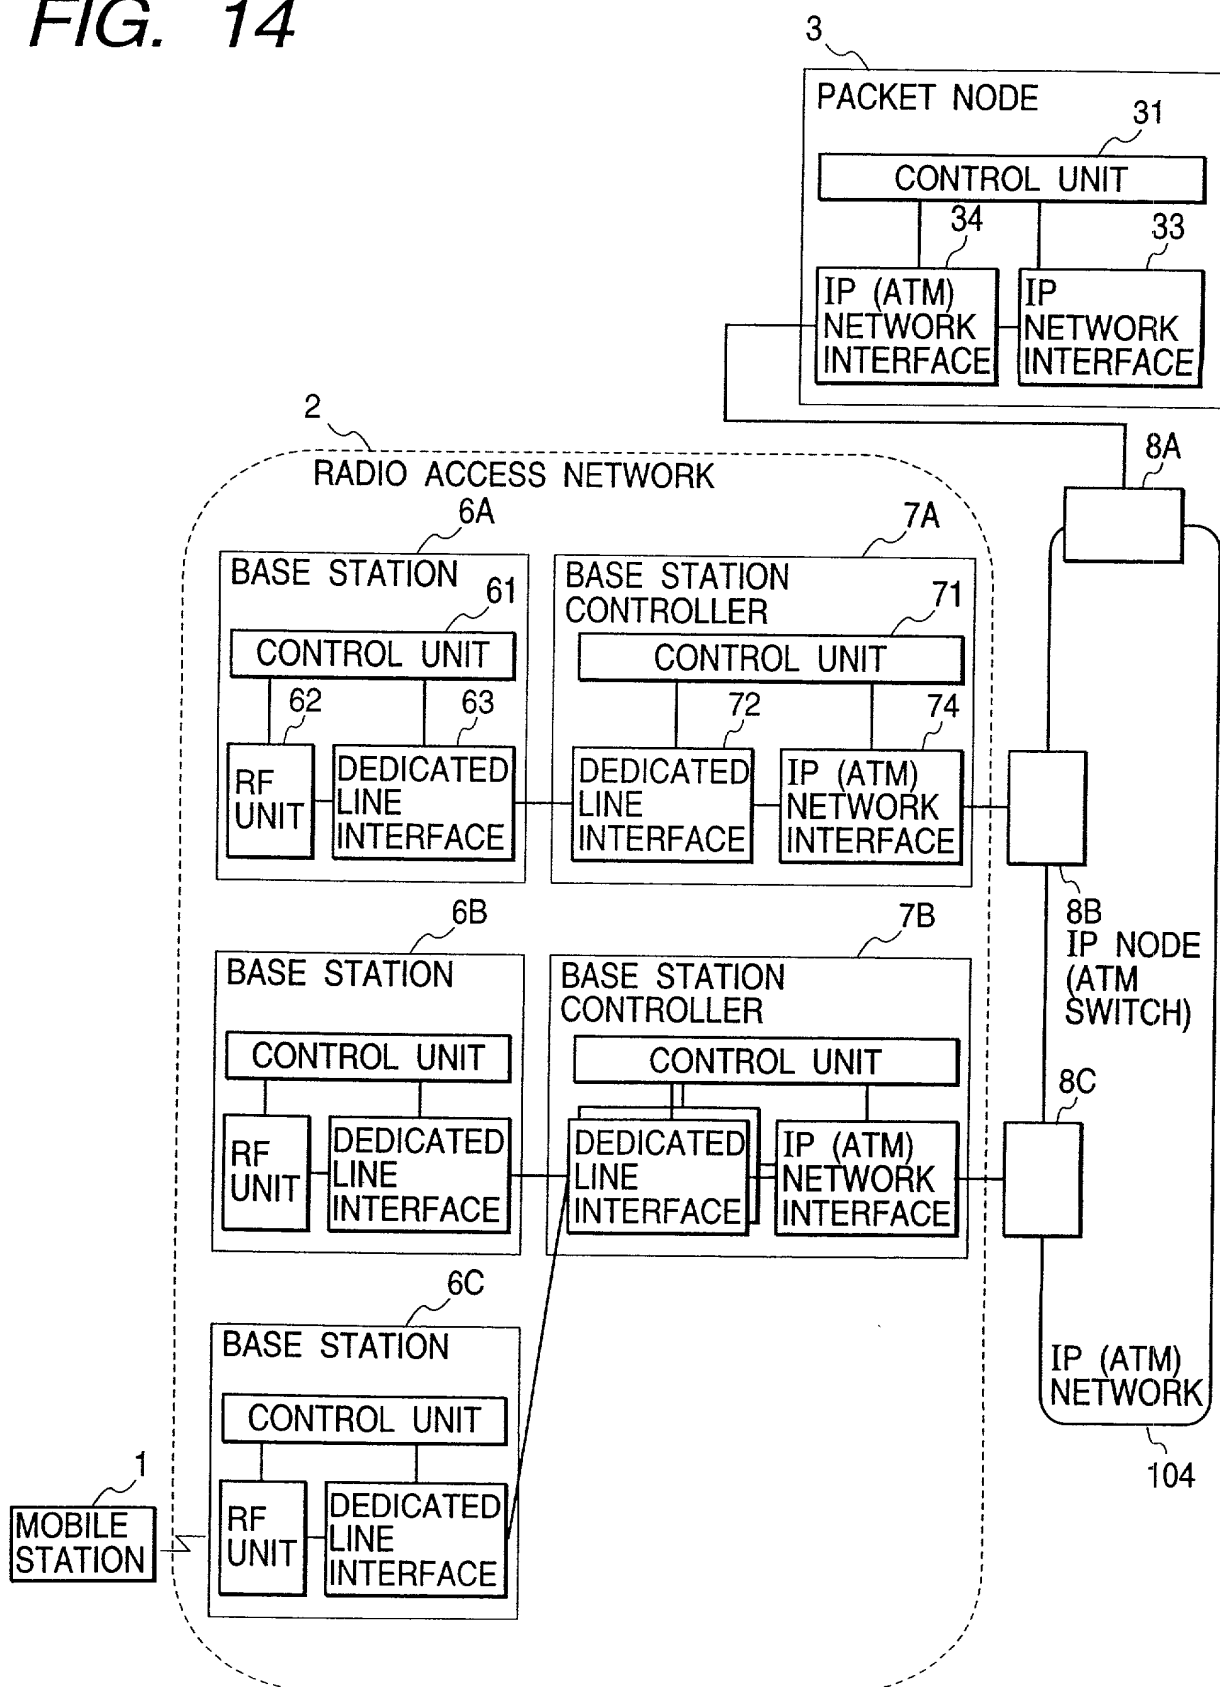 FIG. 14
3
PACKET NODE
31
CONTROL UNIT
34
33
IP (ATM)
NETWORK
INTERFACE
IP
NETWORK
INTERFACE
2
RADIO ACCESS NETWORK
8A
6A
BASE STATION
61
CONTROL UNIT
62
63
RF
UNIT
DEDICATED
LINE
INTERFACE
7A
BASE STATION
CONTROLLER
71
CONTROL UNIT
72
74
DEDICATED
LINE
INTERFACE
IP (ATM)
NETWORK
INTERFACE
8B
IP NODE
(ATM
SWITCH)
6B
BASE STATION
CONTROL UNIT
RF
UNIT
DEDICATED
LINE
INTERFACE
7B
BASE STATION
CONTROLLER
CONTROL UNIT
DEDICATED
LINE
INTERFACE
IP (ATM)
NETWORK
INTERFACE
8C
6C
BASE STATION
CONTROL UNIT
RF
UNIT
DEDICATED
LINE
INTERFACE
IP (ATM)
NETWORK
104
1
MOBILE
STATION